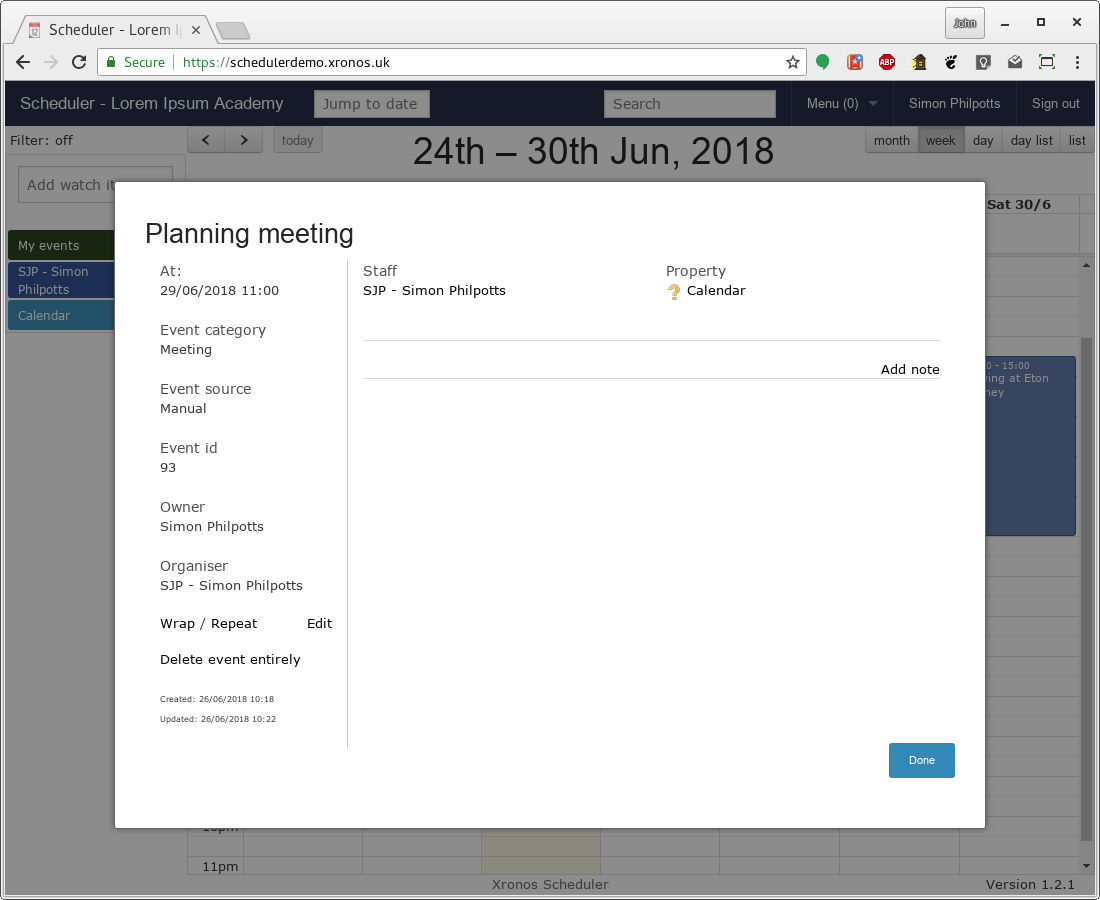 Scheduler - Lorem
John
Secure
https://schedulerdemo.xronos.uk
ABP
Scheduler - Lorem Ipsum Academy
Jump to date
Search
Menu (0)
Simon Philpotts
Sign out
Filter: off
today
24th – 30th Jun, 2018
month
week
day
day list
list
Add watch
Sat 30/6
My events
SJP - Simon
Philpotts
Calendar
- 15:00
at Eton
Planning meeting
At:
29/06/2018 11:00
Event category
Meeting
Event source
Manual
Event id
93
Owner
Simon Philpotts
Organiser
SJP - Simon Philpotts
Wrap / Repeat
Edit
Delete event entirely
Created: 26/06/2018 10:18
Updated: 26/06/2018 10:22
Staff
SJP - Simon Philpotts
Property
Calendar
Add note
Done
11pm
Xronos Scheduler
Version 1.2.1